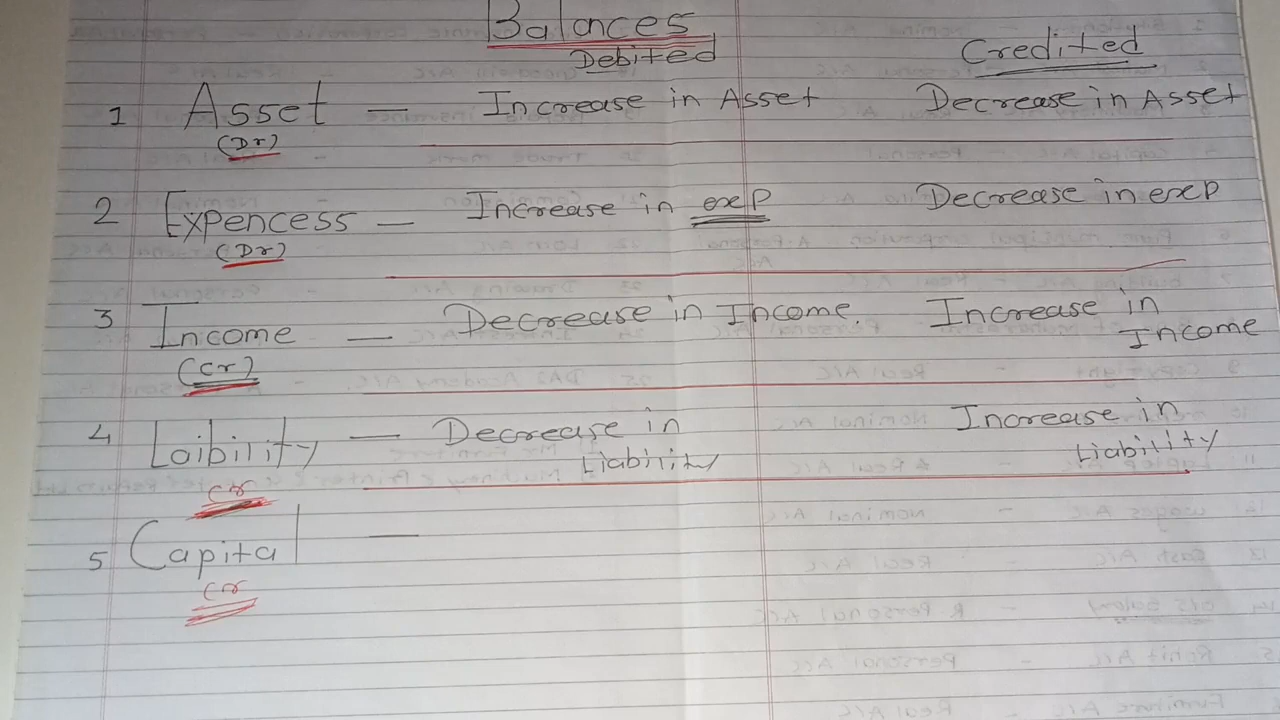 Balances
Debited Credited
1 Asset — Increase in Asset Decrease in Asset
(Dr)
2 Expencess — Increase in exp Decrease in exp
(Dr)
3 Income — Decrease in Income. Increase in
Income
(Cr)
4 Laibility — Decrease in Increase in
Liability Liability
Cr
5 Capital —
Cr